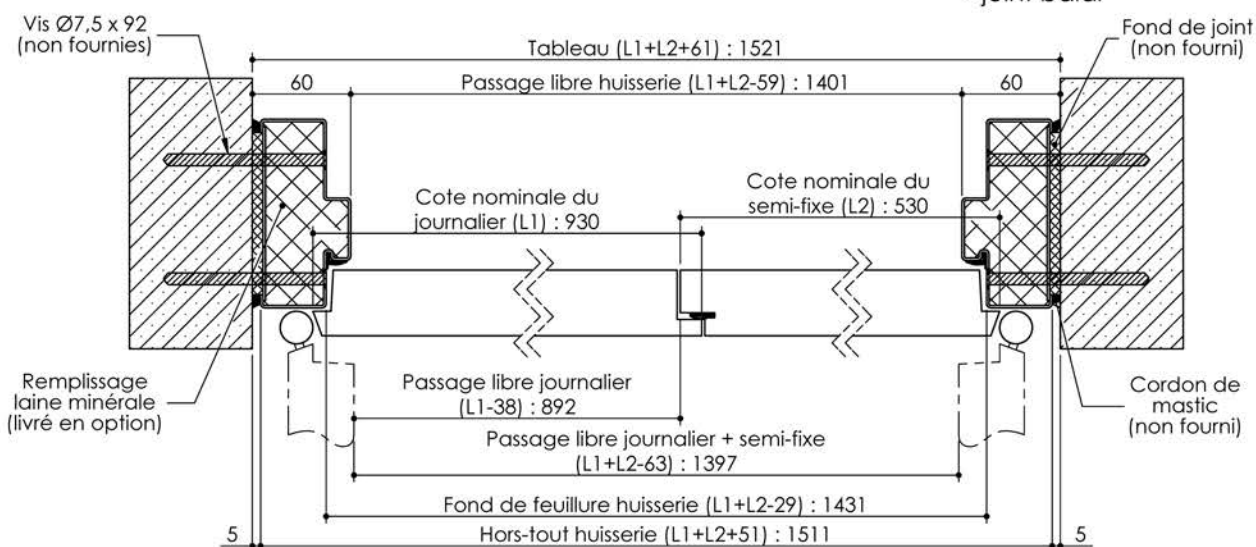 joint balai
Vis Ø7,5 x 92
(non fournies)
Fond de joint
(non fourni)
Tableau (L1+L2+61) : 1521
60
Passage libre huisserie (L1+L2-59) : 1401
60
Cote nominale du
journalier (L1) : 930
Cote nominale du
semi-fixe (L2) : 530
Remplissage
laine minérale
(livré en option)
Passage libre journalier
(L1-38) : 892
Cordon de
mastic
(non fourni)
Passage libre journalier + semi-fixe
(L1+L2-63) : 1397
Fond de feuillure huisserie (L1+L2-29) : 1431
5
Hors-tout huisserie (L1+L2+51) : 1511
5